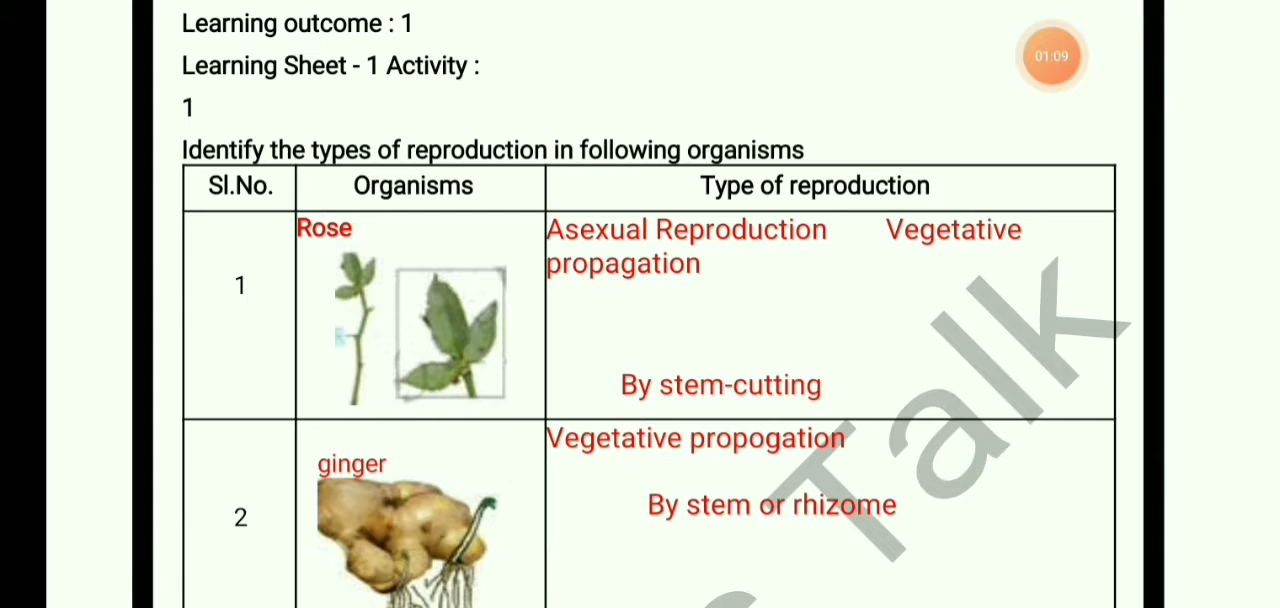 Learning outcome : 1
01:09
Learning Sheet - 1 Activity :
1
Identify the types of reproduction in following organisms
Sl.No. Organisms Type of reproduction
Rose Asexual Reproduction Vegetative
propagation
1
By stem-cutting
Vegetative propogation
ginger
By stem or rhizome
2
Talk